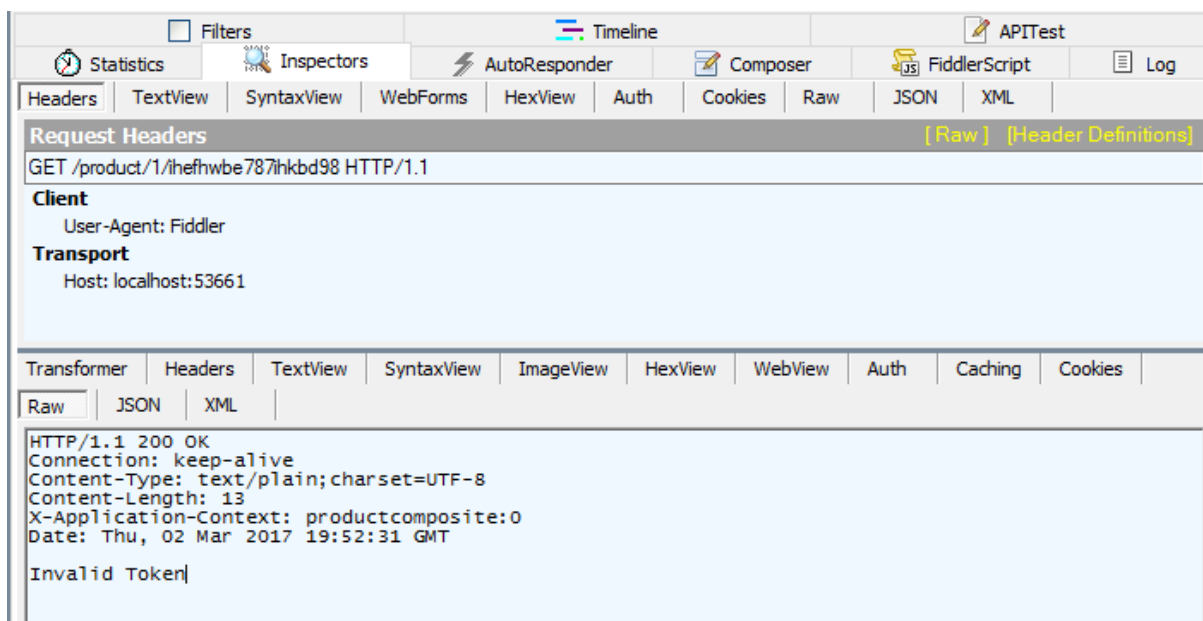 Filters Timeline APITest
Statistics Inspectors AutoResponder Composer FiddlerScript Log
Headers TextView SyntaxView WebForms HexView Auth Cookies Raw JSON XML
Request Headers [ Raw ] [Header Definitions]
GET /product/1/ihefhwbe787ihkbd98 HTTP/1.1
Client
User-Agent: Fiddler
Transport
Host: localhost:53661
Transformer Headers TextView SyntaxView ImageView HexView WebView Auth Caching Cookies
Raw JSON XML
HTTP/1.1 200 OK
Connection: keep-alive
Content-Type: text/plain;charset=UTF-8
Content-Length: 13
X-Application-Context: productcomposite:0
Date: Thu, 02 Mar 2017 19:52:31 GMT
Invalid Token